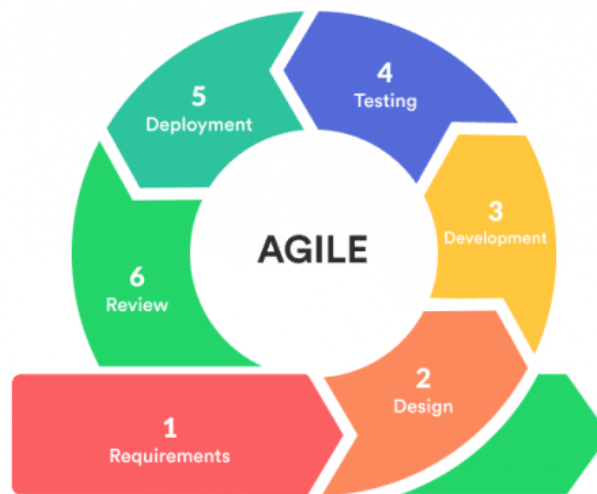 AGILE
1
Requirements
2
Design
3
Development
4
Testing
5
Deployment
6
Review